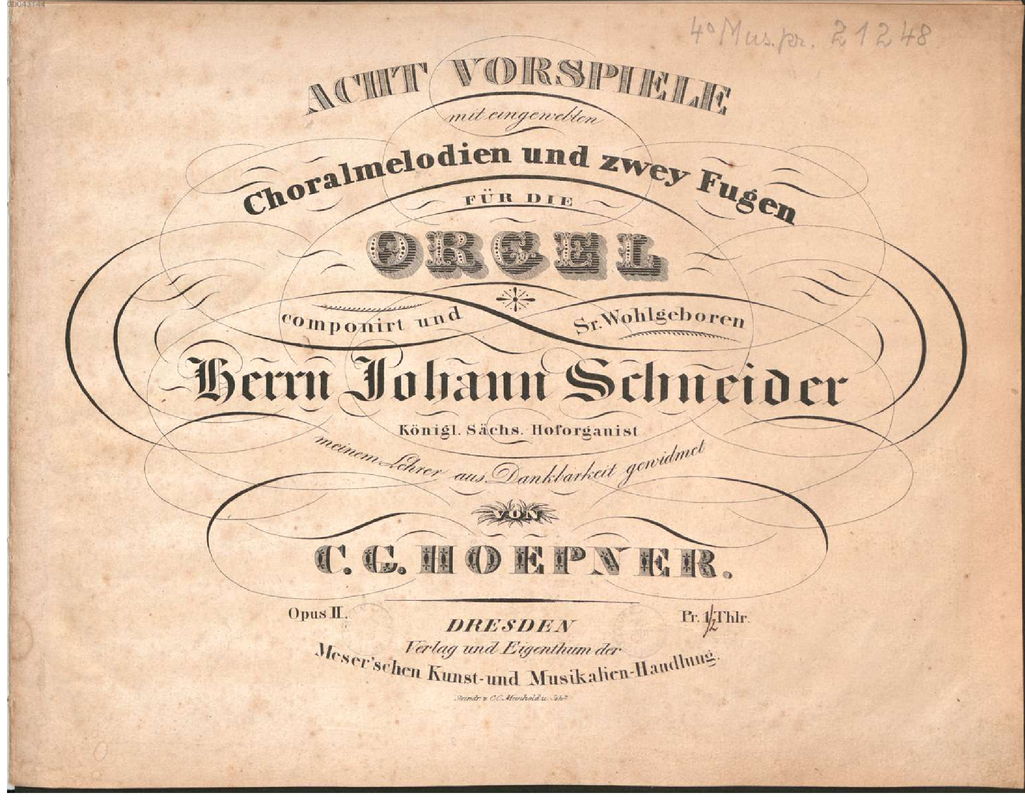 4° Mus.pr. 21248
ACHT VORSPIELE
mit eingewebten
Choralmelodien und zwey Fugen
FÜR DIE
ORGEL
componirt und Sr. Wohlgeboren
Herrn Johann Schneider
Königl. Sächs. Hoforganist
meinem Lehrer aus Dankbarkeit gewidmet
VON
C. G. HOEPNER.
Opus II. Pr. 1/2 Thlr.
DRESDEN
Verlag und Eigenthum der
Meser'schen Kunst- und Musikalien-Handlung.
Steindr. v. C.C. Meinhold u.